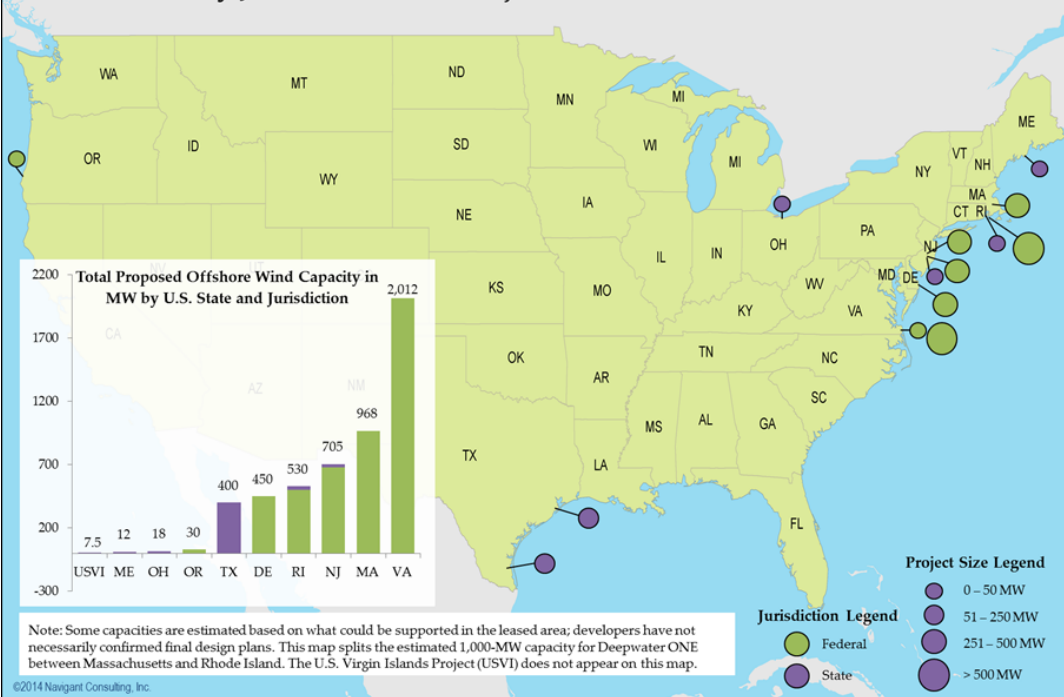 WA
MT
ND
MN
MI
ME
OR
ID
SD
WI
MI
NY
VT
NH
WY
NE
IA
MA
CT RI
IL
IN
OH
PA
NJ
MD
DE
KS
MO
WV
KY
VA
OK
AR
TN
NC
SC
MS
AL
GA
TX
LA
FL
NV
UT
CA
AZ
NM
Total Proposed Offshore Wind Capacity in
MW by U.S. State and Jurisdiction
2200
1700
1200
700
200
-300
7.5
12
18
30
400
450
530
705
968
2,012
USVI ME OH OR TX DE RI NJ MA VA
Project Size Legend
0 – 50 MW
51 – 250 MW
251 – 500 MW
> 500 MW
Jurisdiction Legend
Federal
State
Note: Some capacities are estimated based on what could be supported in the leased area; developers have not
necessarily confirmed final design plans. This map splits the estimated 1,000-MW capacity for Deepwater ONE
between Massachusetts and Rhode Island. The U.S. Virgin Islands Project (USVI) does not appear on this map.
©2014 Navigant Consulting, Inc.